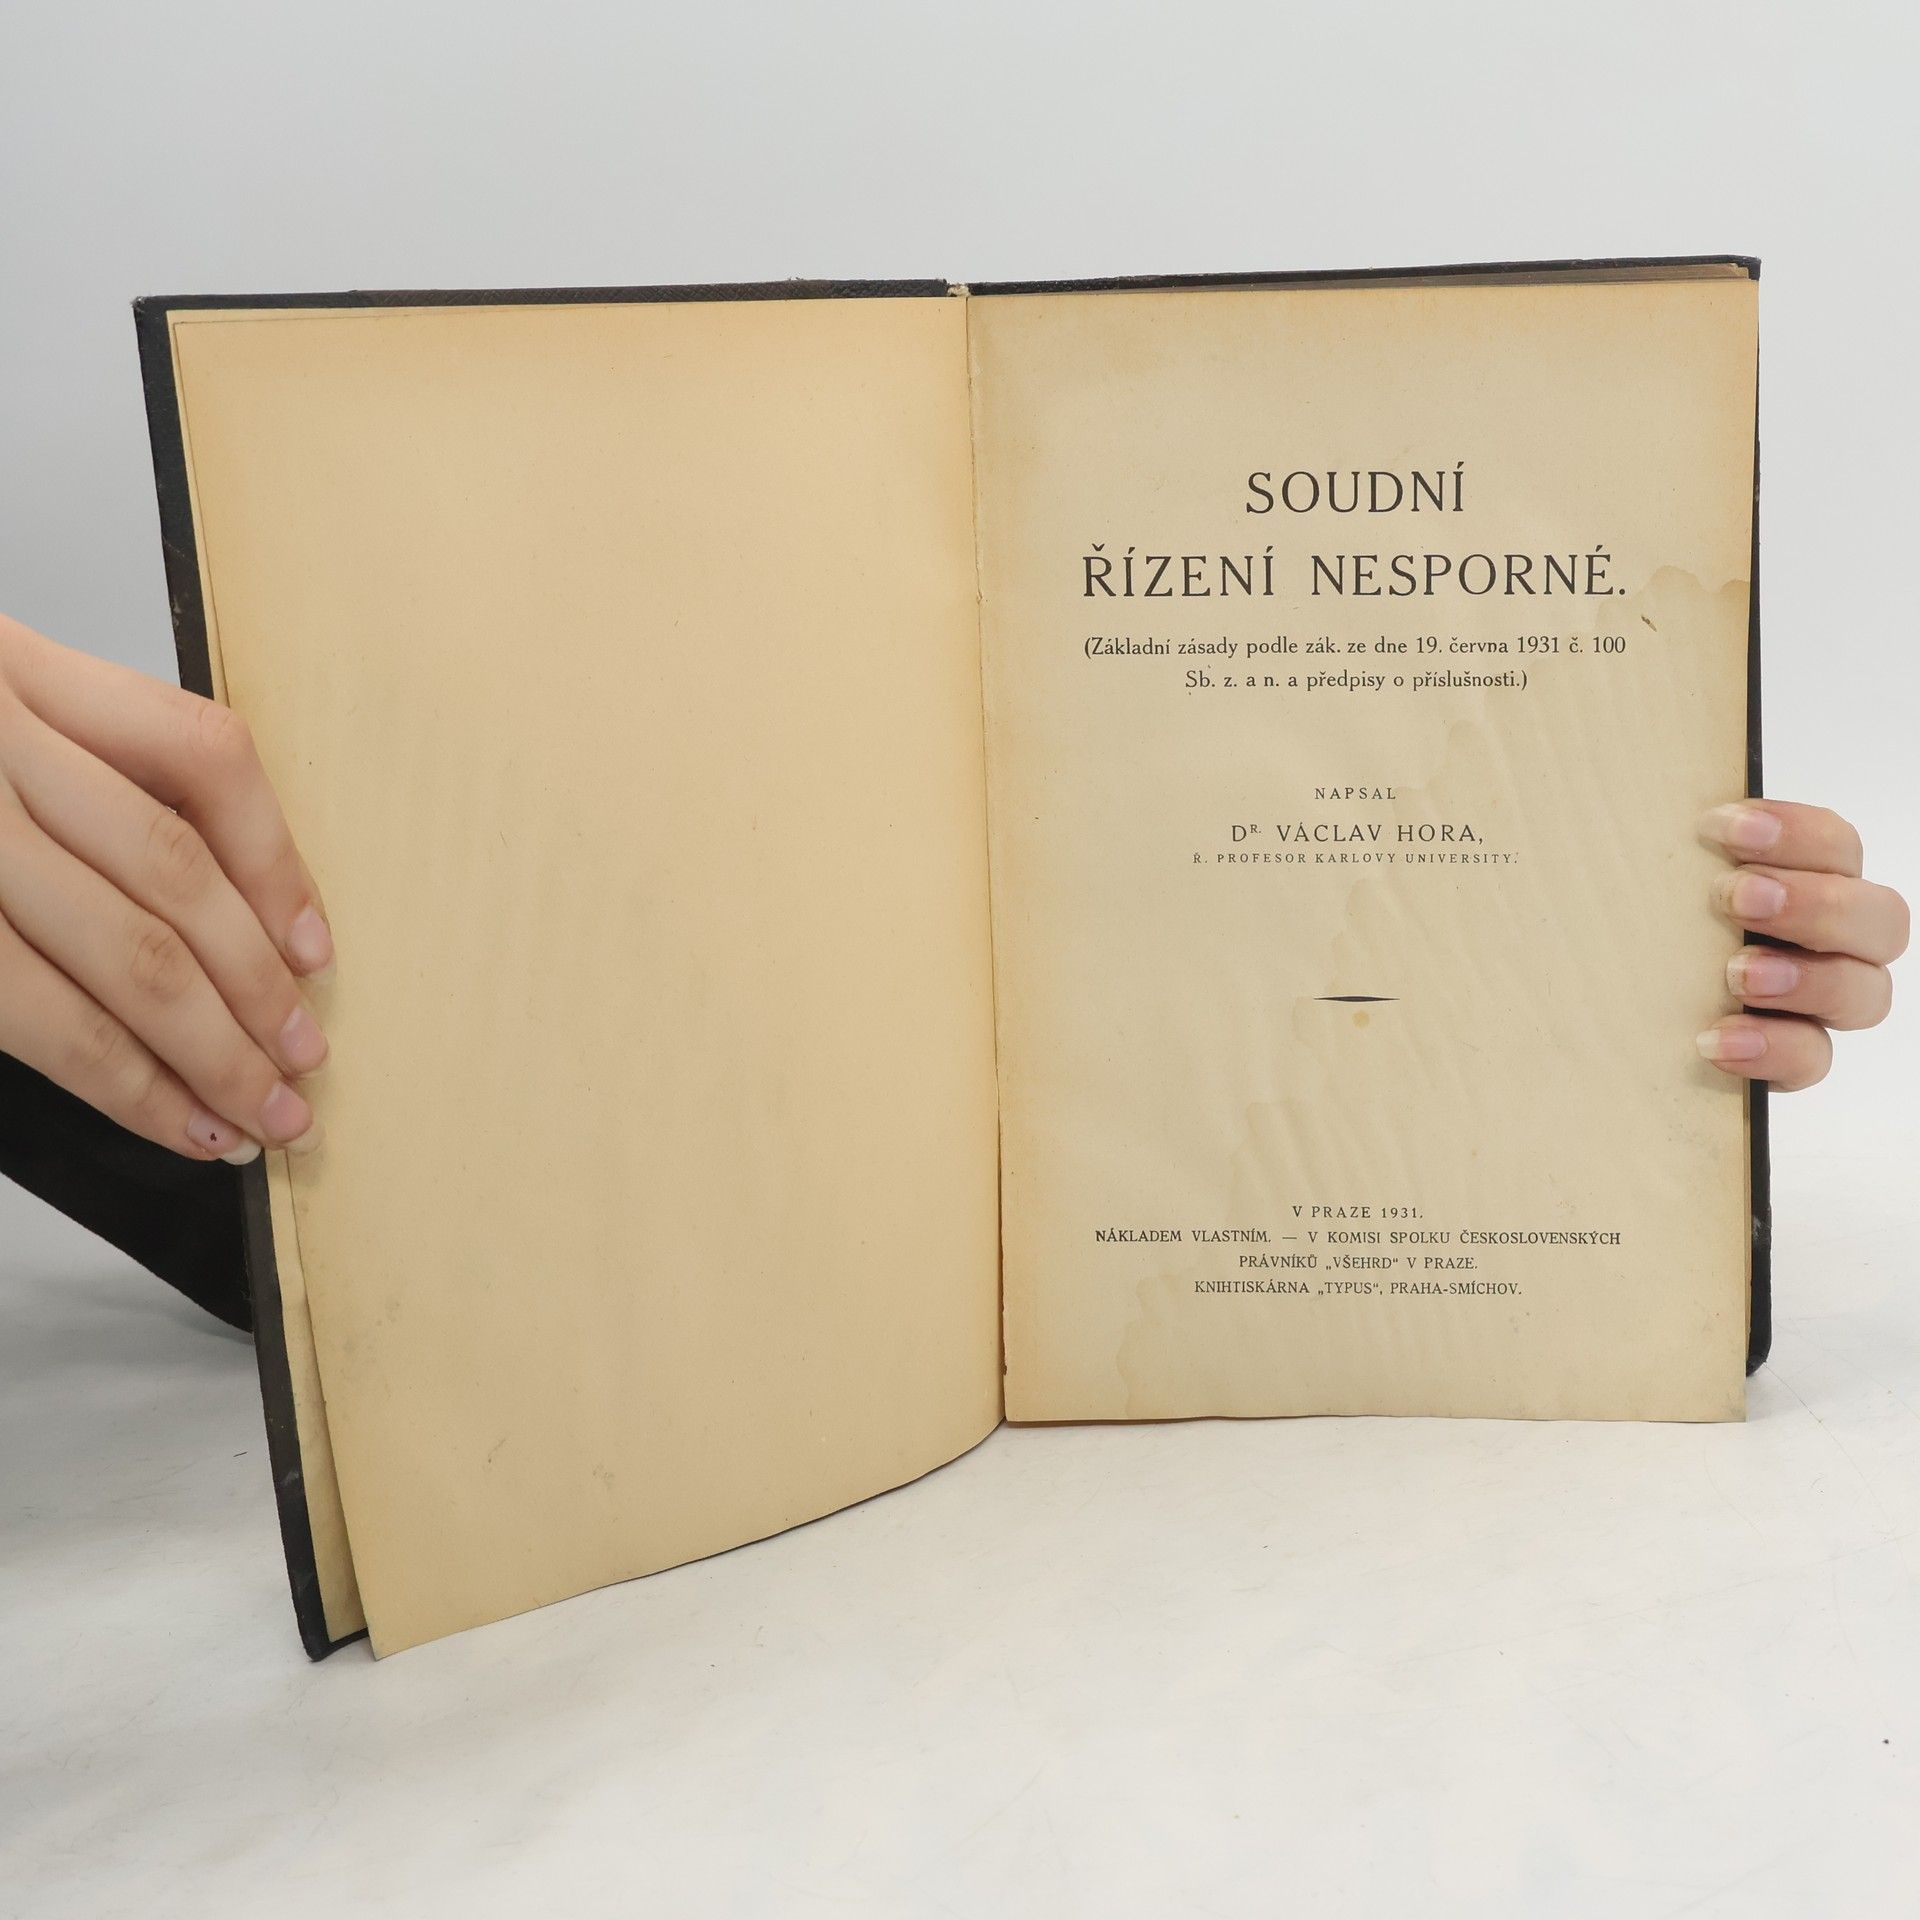 SOUDNÍ
ŘÍZENÍ NESPORNÉ.
(Základní zásady podle zák. ze dne 19. června 1931 č. 100
Sb. z. a n. a předpisy o příslušnosti.)
NAPSAL
DR. VÁCLAV HORA,
Ř. PROFESOR KARLOVY UNIVERSITY.
V PRAZE 1931.
NÁKLADEM VLASTNÍM. — V KOMISI SPOLKU ČESKOSLOVENSKÝCH
PRÁVNÍKŮ „VŠEHRD“ V PRAZE.
KNIHTISKÁRNA „TYPUS“, PRAHA-SMÍCHOV.